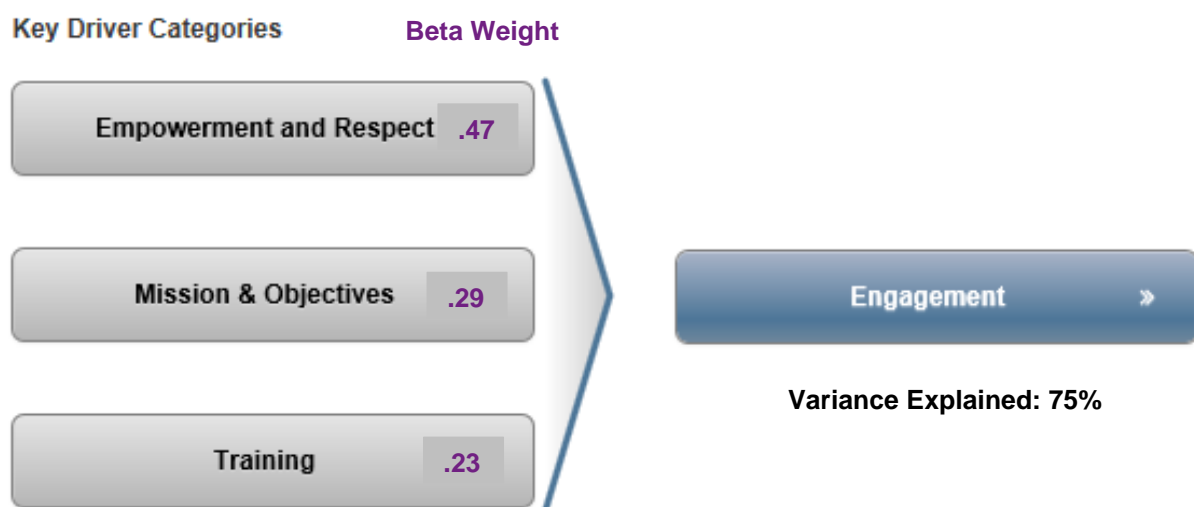 Key Driver Categories Beta Weight
Empowerment and Respect .47
Mission & Objectives .29
Engagement »
Variance Explained: 75%
Training .23